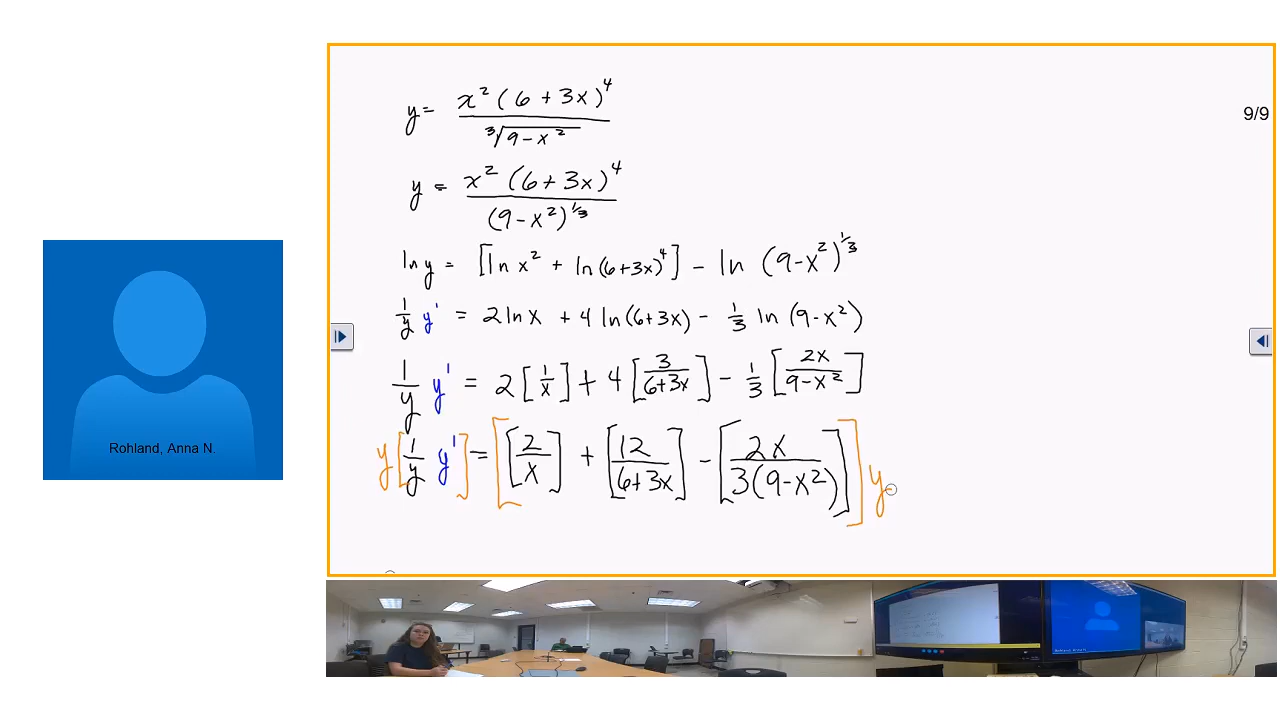 y = x² (6 + 3x)⁴ / ³√9 - x²
9/9
y = x² (6 + 3x)⁴ / (9 - x²)^1/3
ln y = [ln x² + ln (6+3x)⁴] - ln (9-x²)^1/3
1/y y' = 2 ln x + 4 ln (6+3x) - 1/3 ln (9-x²)
1/y y' = 2 [1/x] + 4 [3/6+3x] - 1/3 [2x/9-x²]
y [1/y y'] = [[2/x] + [12/6+3x] - [2x/3(9-x²)]] y
Rohland, Anna N.